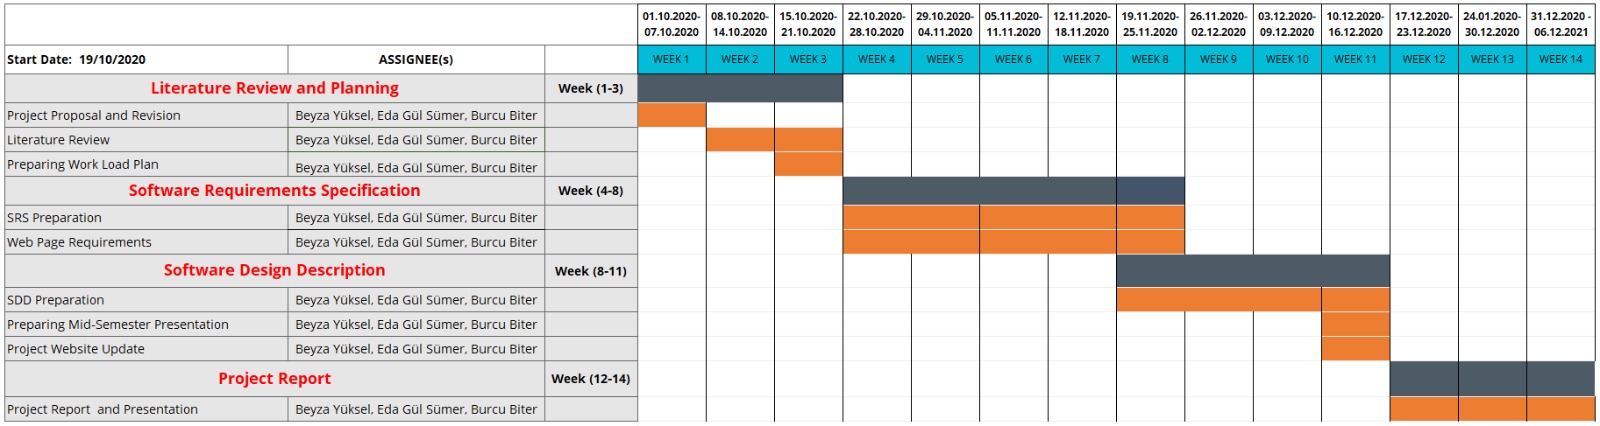 01.10.2020- 08.10.2020- 15.10.2020- 22.10.2020- 29.10.2020- 05.11.2020- 12.11.2020- 19.11.2020- 26.11.2020- 03.12.2020- 10.12.2020- 17.12.2020- 24.01.2020- 31.12.2020 -
07.10.2020 14.10.2020 21.10.2020 28.10.2020 04.11.2020 11.11.2020 18.11.2020 25.11.2020 02.12.2020 09.12.2020 16.12.2020 23.12.2020 30.12.2020 06.12.2021
Start Date: 19/10/2020 ASSIGNEE(s) WEEK 1 WEEK 2 WEEK 3 WEEK 4 WEEK 5 WEEK 6 WEEK 7 WEEK 8 WEEK 9 WEEK 10 WEEK 11 WEEK 12 WEEK 13 WEEK 14
Literature Review and Planning Week (1-3)
Project Proposal and Revision Beyza Yüksel, Eda Gül Sümer, Burcu Biter
Literature Review Beyza Yüksel, Eda Gül Sümer, Burcu Biter
Preparing Work Load Plan Beyza Yüksel, Eda Gül Sümer, Burcu Biter
Software Requirements Specification Week (4-8)
SRS Preparation Beyza Yüksel, Eda Gül Sümer, Burcu Biter
Web Page Requirements Beyza Yüksel, Eda Gül Sümer, Burcu Biter
Software Design Description Week (8-11)
SDD Preparation Beyza Yüksel, Eda Gül Sümer, Burcu Biter
Preparing Mid-Semester Presentation Beyza Yüksel, Eda Gül Sümer, Burcu Biter
Project Website Update Beyza Yüksel, Eda Gül Sümer, Burcu Biter
Project Report Week (12-14)
Project Report and Presentation Beyza Yüksel, Eda Gül Sümer, Burcu Biter